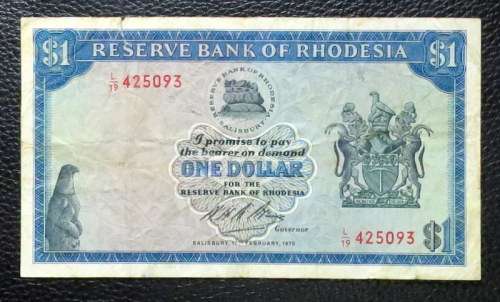 $1 RESERVE BANK OF RHODESIA $1
L/19 425093
RESERVE BANK OF RHODESIA
SALISBURY
I promise to pay
the bearer on demand
ONE DOLLAR
FOR THE
RESERVE BANK OF RHODESIA
Governor
SALISBURY, FEBRUARY,
L/19 425093 $1